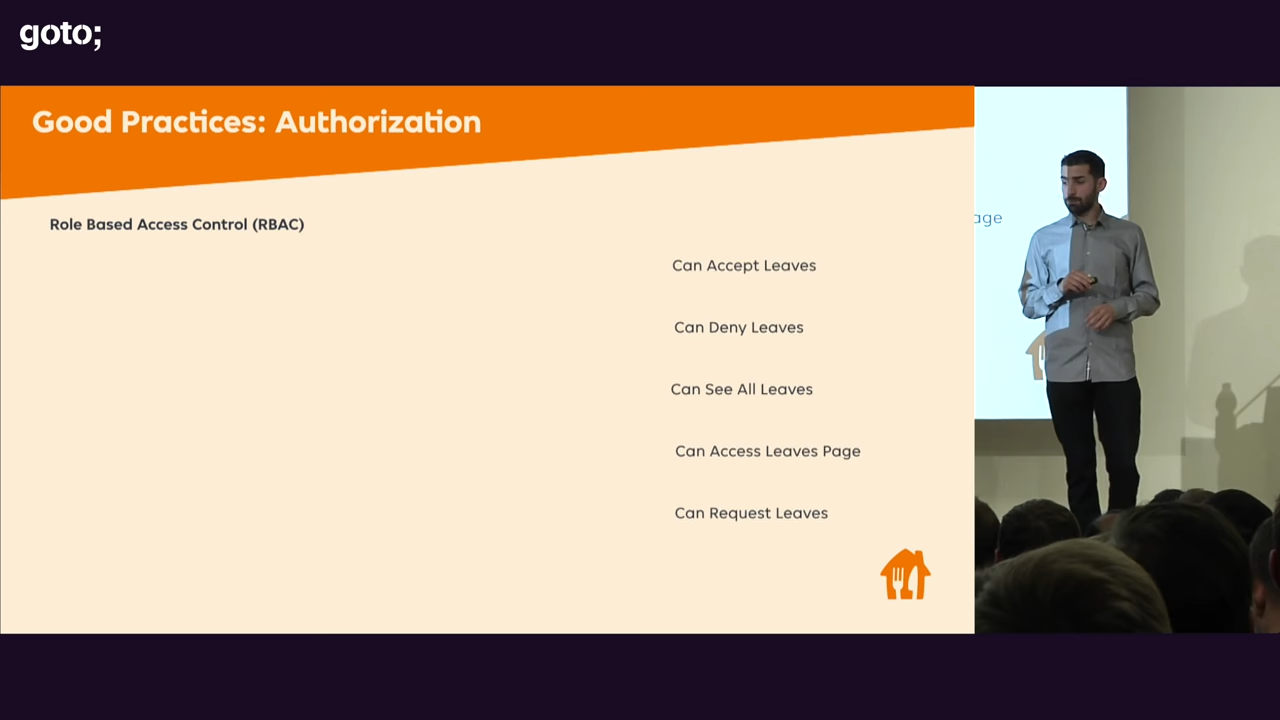 goto;
Good Practices: Authorization
Role Based Access Control (RBAC)
Can Accept Leaves
Can Deny Leaves
Can See All Leaves
Can Access Leaves Page
Can Request Leaves
age